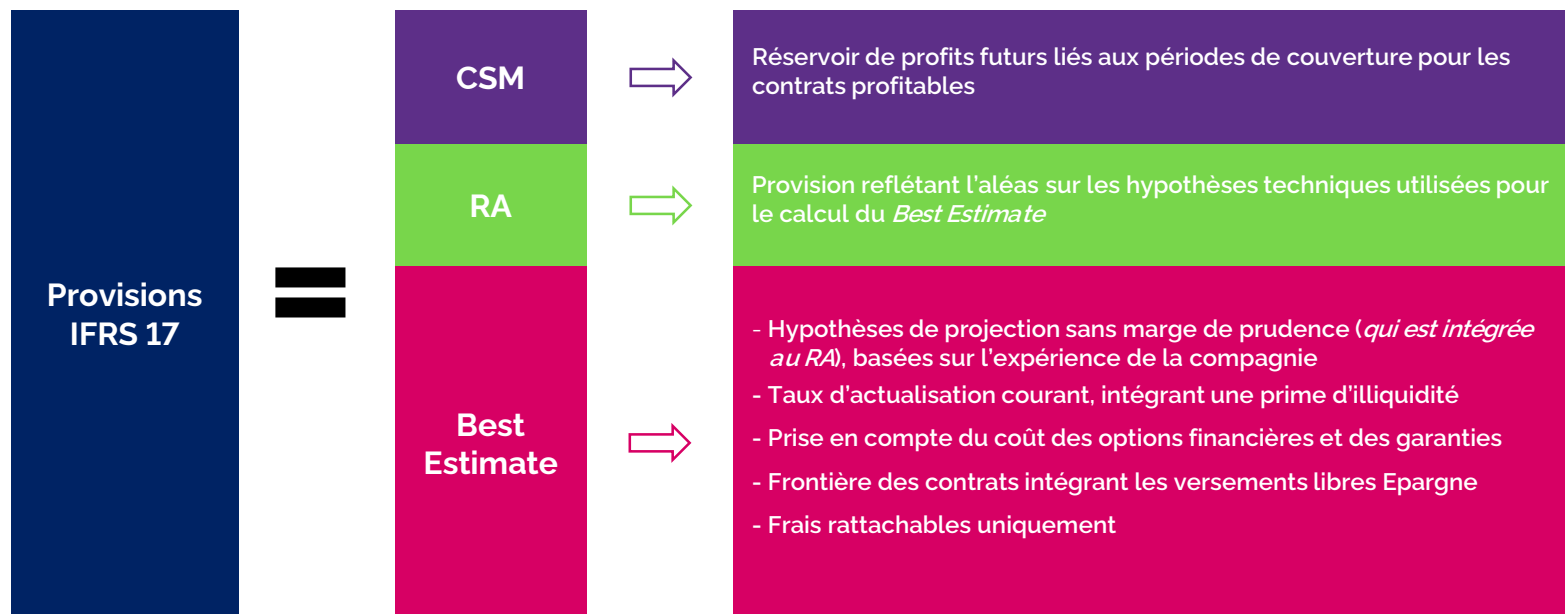 Provisions
IFRS 17
CSM
Réservoir de profits futurs liés aux périodes de couverture pour les
contrats profitables
RA
Provision reflétant l'aléas sur les hypothèses techniques utilisées pour
le calcul du Best Estimate
Best
Estimate
- Hypothèses de projection sans marge de prudence (qui est intégrée
au RA), basées sur l'expérience de la compagnie
- Taux d'actualisation courant, intégrant une prime d'illiquidité
- Prise en compte du coût des options financières et des garanties
- Frontière des contrats intégrant les versements libres Epargne
- Frais rattachables uniquement